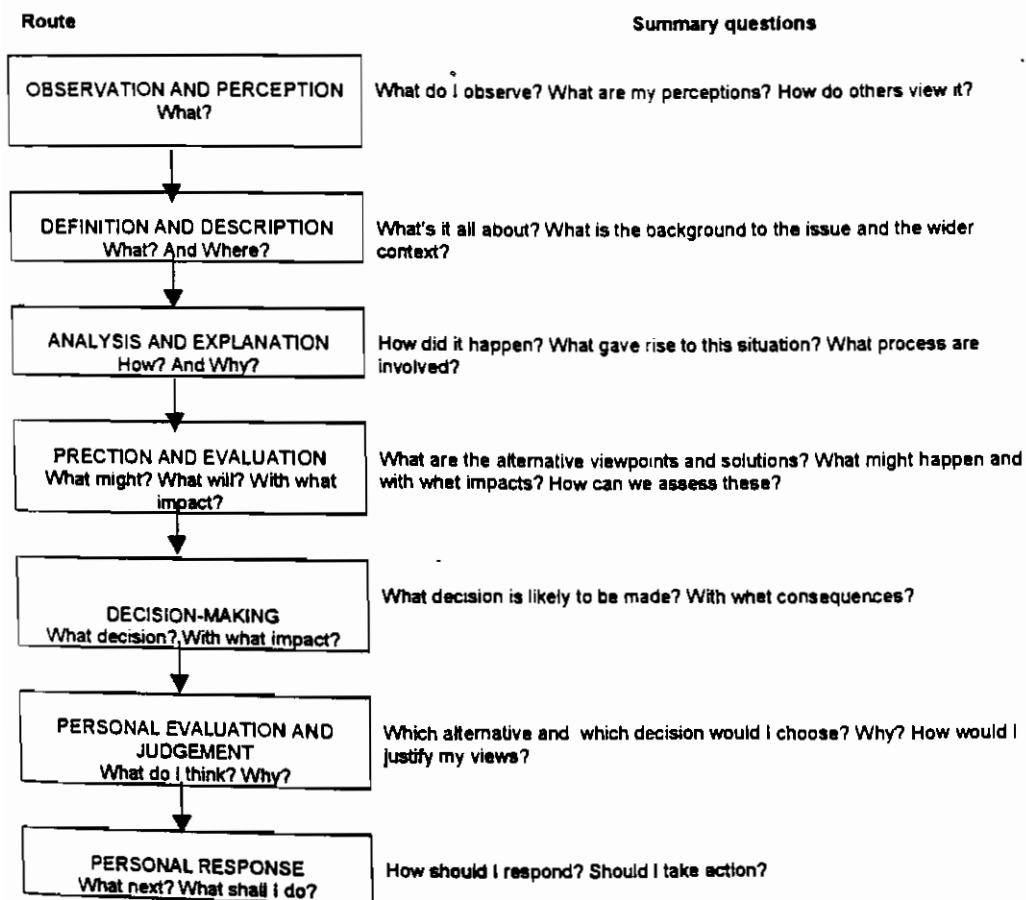 Route
Summary questions
OBSERVATION AND PERCEPTION
What?
What do I observe? What are my perceptions? How do others view it?
DEFINITION AND DESCRIPTION
What? And Where?
What's it all about? What is the background to the issue and the wider
context?
ANALYSIS AND EXPLANATION
How? And Why?
How did it happen? What gave rise to this situation? What process are
involved?
PRECTION AND EVALUATION
What might? What will? With what
impact?
What are the alternative viewpoints and solutions? What might happen and
with what impacts? How can we assess these?
DECISION-MAKING
What decision? With what impact?
What decision is likely to be made? With what consequences?
PERSONAL EVALUATION AND
JUDGEMENT
What do I think? Why?
Which alternative and which decision would I choose? Why? How would I
justify my views?
PERSONAL RESPONSE
What next? What shall I do?
How should I respond? Should I take action?